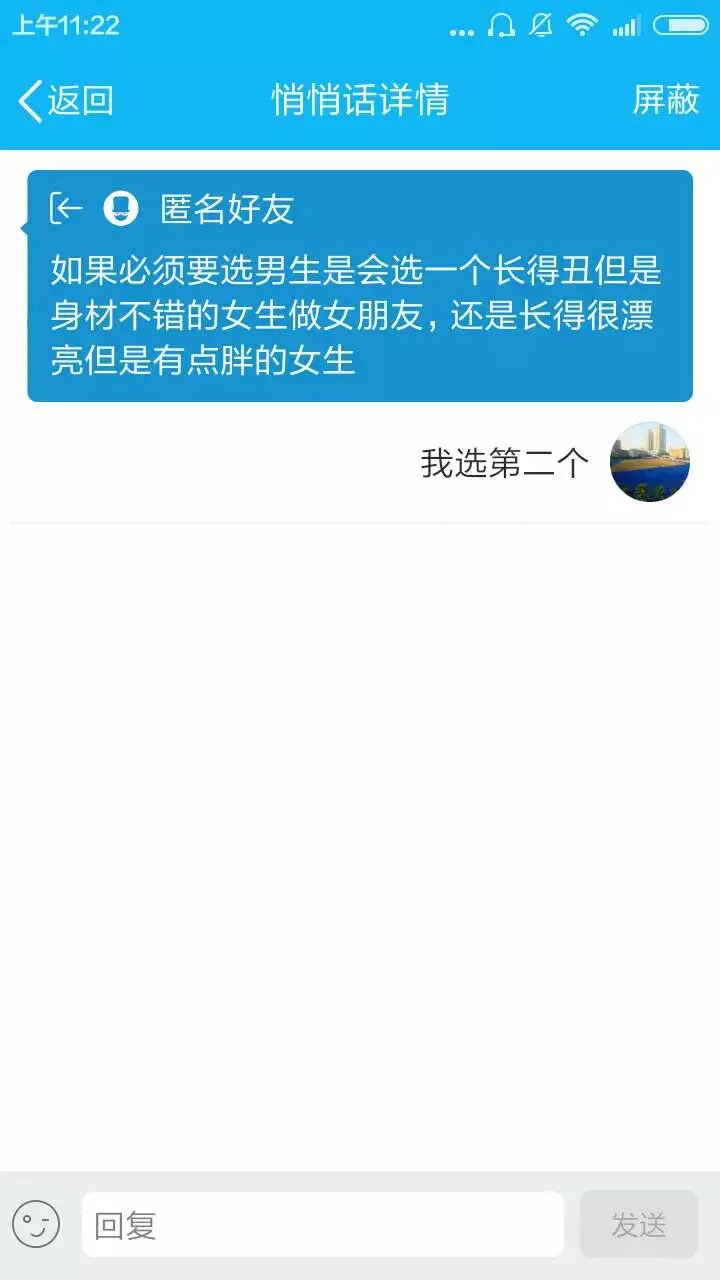 上午11:22
返回
悄悄话详情
屏蔽
匿名好友
如果必须要选男生是会选一个长得丑但是
身材不错的女生做女朋友，还是长得很漂
亮但是有点胖的女生
我选第二个
回复
发送